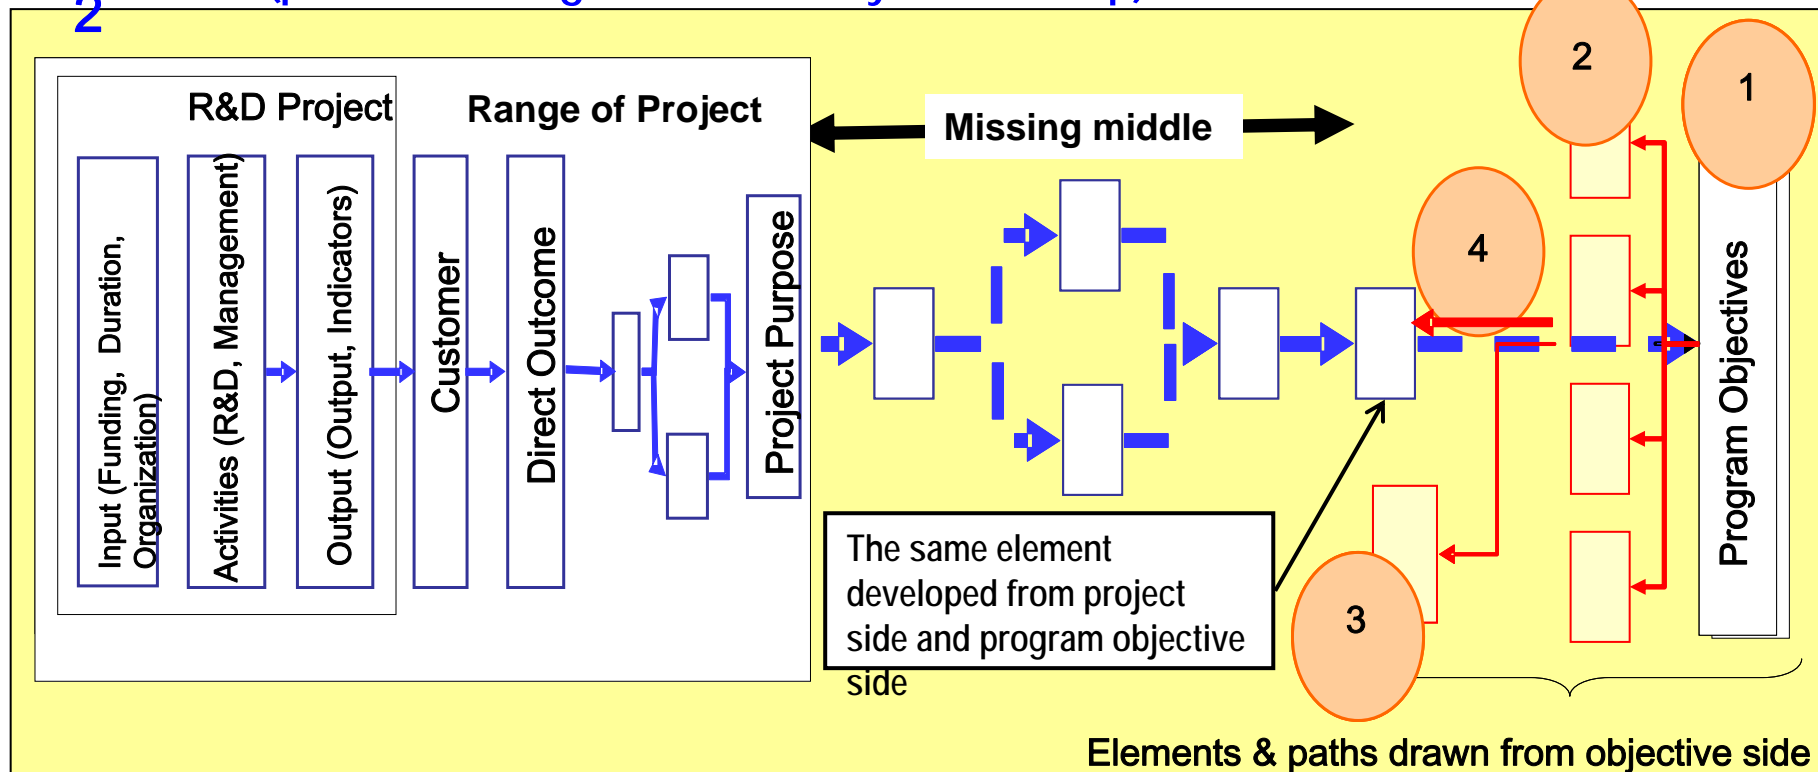 2
R&D Project
Range of Project
Missing middle
2
1
4
3
Input (Funding, Duration,
Organization)
Activities (R&D, Management)
Output (Output, Indicators)
Customer
Direct Outcome
Project Purpose
Program Objectives
The same element
developed from project
side and program objective
side
Elements & paths drawn from objective side